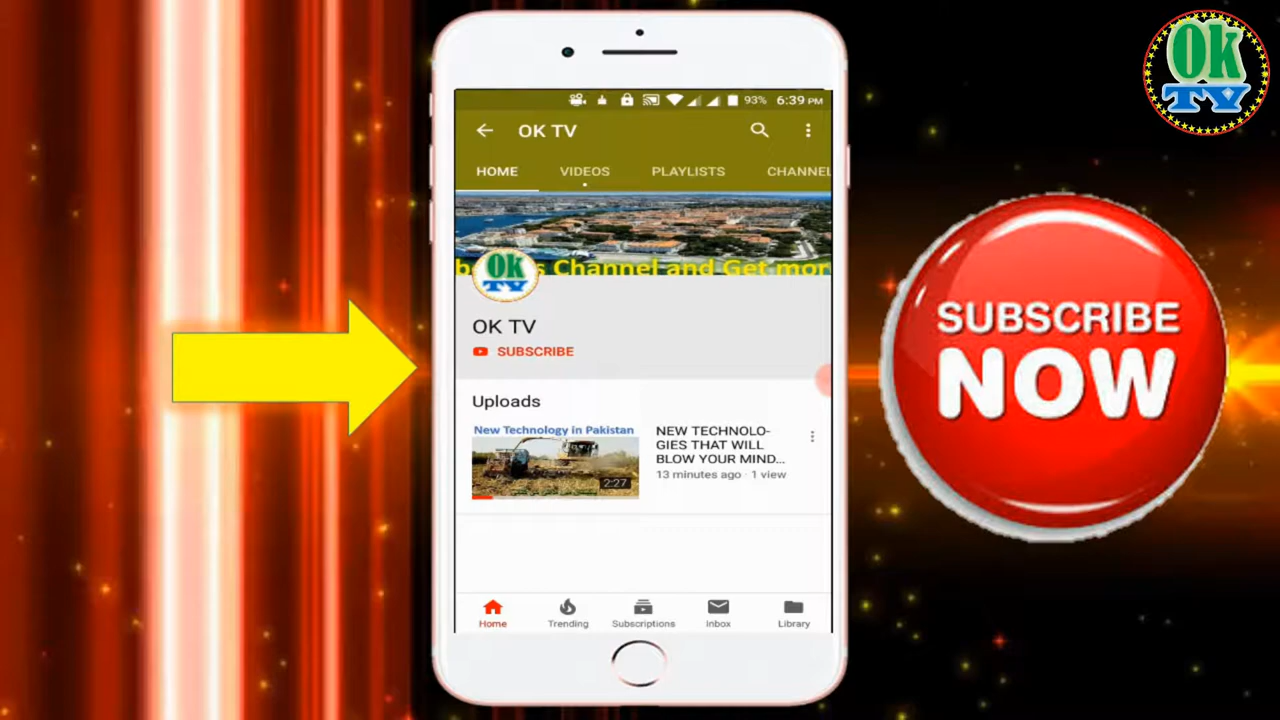 Ok
TV
93% 6:39 PM
OK TV
HOME VIDEOS PLAYLISTS CHANNEL
s Channel and Get mor
Ok
TV
OK TV
SUBSCRIBE
Uploads
New Technology in Pakistan
2:27
NEW TECHNOLO-
GIES THAT WILL
BLOW YOUR MIND...
13 minutes ago · 1 view
Home Trending Subscriptions Inbox Library
SUBSCRIBE
NOW